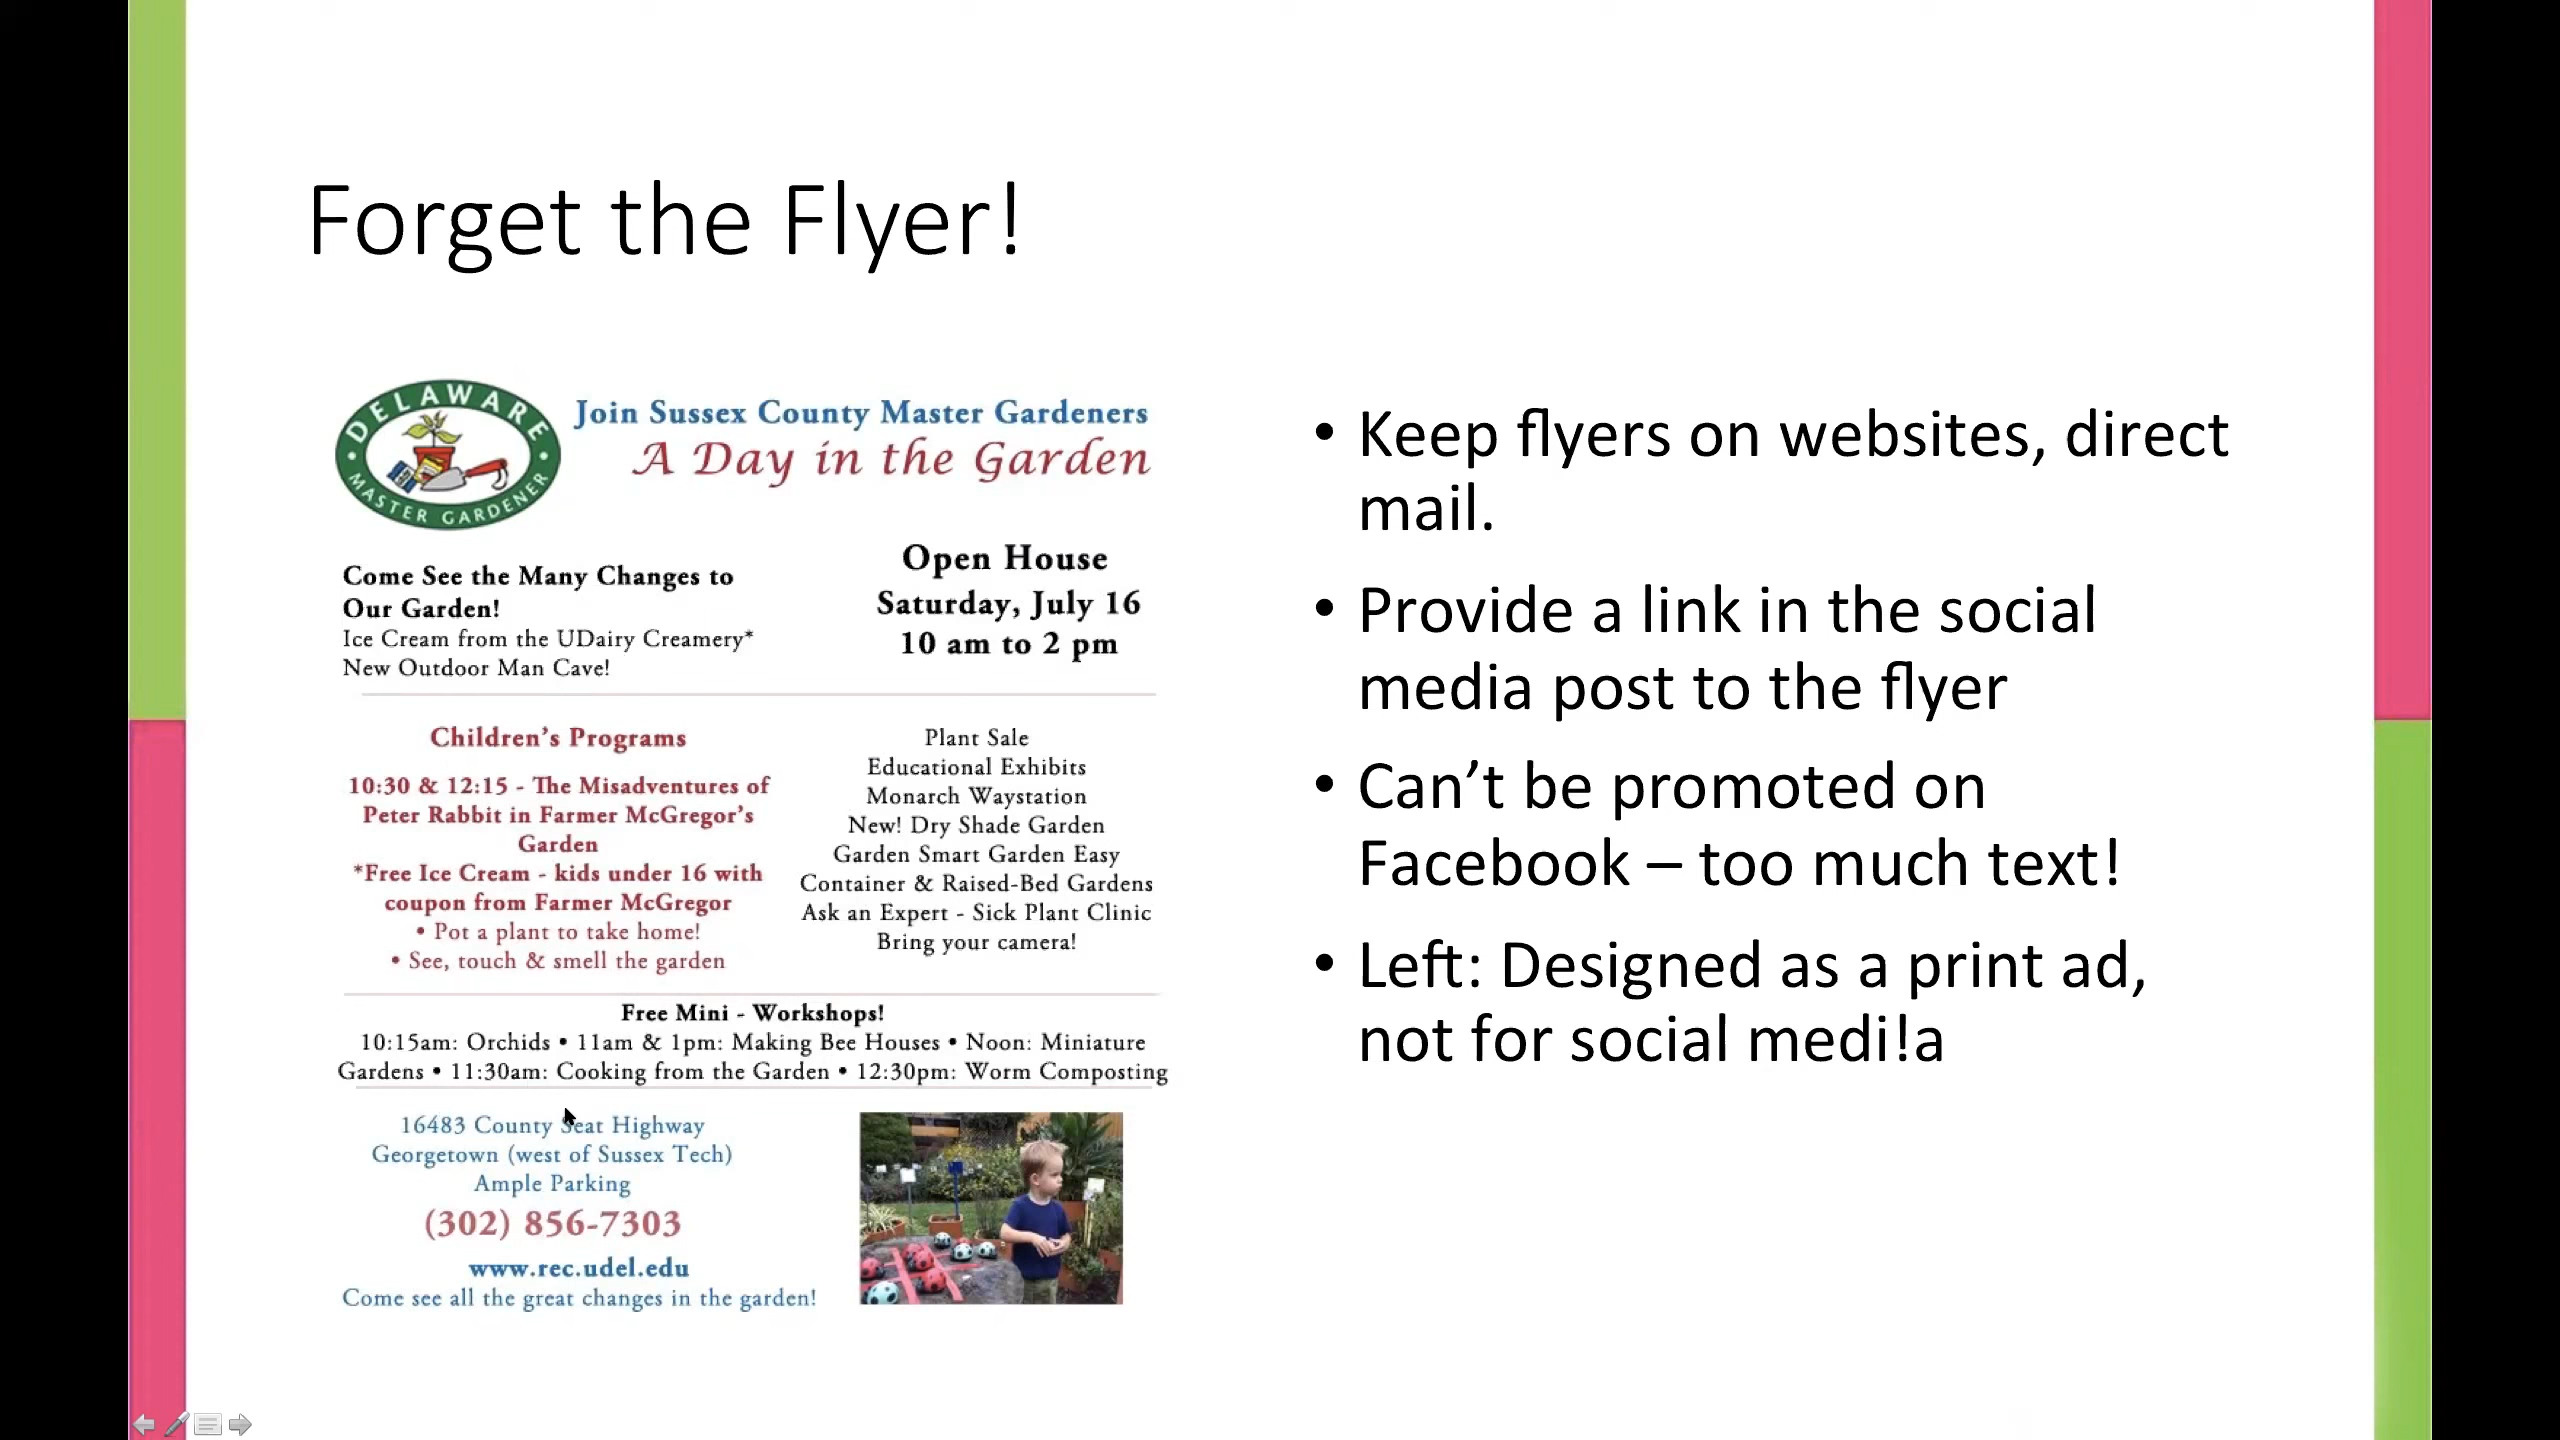 Forget the Flyer!
DELAWARE
MASTER GARDENER
Join Sussex County Master Gardeners
A Day in the Garden
Come See the Many Changes to
Our Garden!
Ice Cream from the UDairy Creamery*
New Outdoor Man Cave!
Open House
Saturday, July 16
10 am to 2 pm
Children's Programs
10:30 & 12:15 - The Misadventures of
Peter Rabbit in Farmer McGregor's
Garden
*Free Ice Cream - kids under 16 with
coupon from Farmer McGregor
• Pot a plant to take home!
• See, touch & smell the garden
Plant Sale
Educational Exhibits
Monarch Waystation
New! Dry Shade Garden
Garden Smart Garden Easy
Container & Raised-Bed Gardens
Ask an Expert - Sick Plant Clinic
Bring your camera!
Free Mini - Workshops!
10:15am: Orchids • 11am & 1pm: Making Bee Houses • Noon: Miniature
Gardens • 11:30am: Cooking from the Garden • 12:30pm: Worm Composting
16483 County Seat Highway
Georgetown (west of Sussex Tech)
Ample Parking
(302) 856-7303
www.rec.udel.edu
Come see all the great changes in the garden!
• Keep flyers on websites, direct
mail.
• Provide a link in the social
media post to the flyer
• Can't be promoted on
Facebook – too much text!
• Left: Designed as a print ad,
not for social medi!a